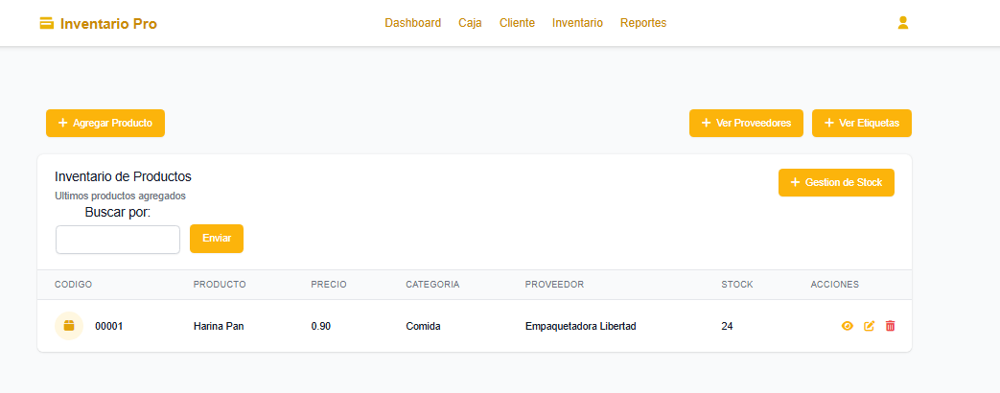 Inventario Pro Dashboard Caja Cliente Inventario Reportes
Agregar Producto Ver Proveedores Ver Etiquetas
Inventario de Productos Gestion de Stock
Ultimos productos agregados
Buscar por:
Enviar
CODIGO PRODUCTO PRECIO CATEGORIA PROVEEDOR STOCK ACCIONES
00001 Harina Pan 0.90 Comida Empaquetadora Libertad 24